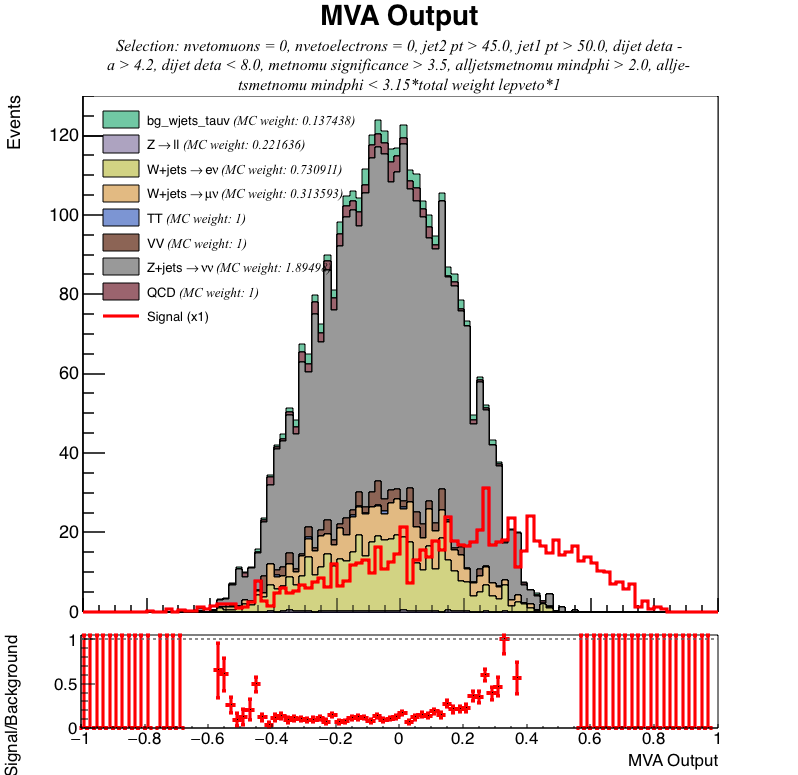 MVA Output
Selection: nvetomuons = 0, nvetoelectrons = 0, jet2 pt > 45.0, jet1 pt > 50.0, dijet deta -
a > 4.2, dijet deta < 8.0, metnomu significance > 3.5, alljetsmetnomu mindphi > 2.0, allje-
tsmetnomu mindphi < 3.15*total weight lepveto*1
Events
120
100
80
60
40
20
0
bg_wjets_tauν (MC weight: 0.137438)
Z→ll (MC weight: 0.221636)
W+jets →eν (MC weight: 0.730911)
W+jets →μν (MC weight: 0.313593)
TT (MC weight: 1)
VV (MC weight: 1)
Z+jets →νν (MC weight: 1.89498)
QCD (MC weight: 1)
Signal (x1)
Signal/Background
1
0.5
0
−1 −0.8 −0.6 −0.4 −0.2 0 0.2 0.4 0.6 0.8 1
MVA Output